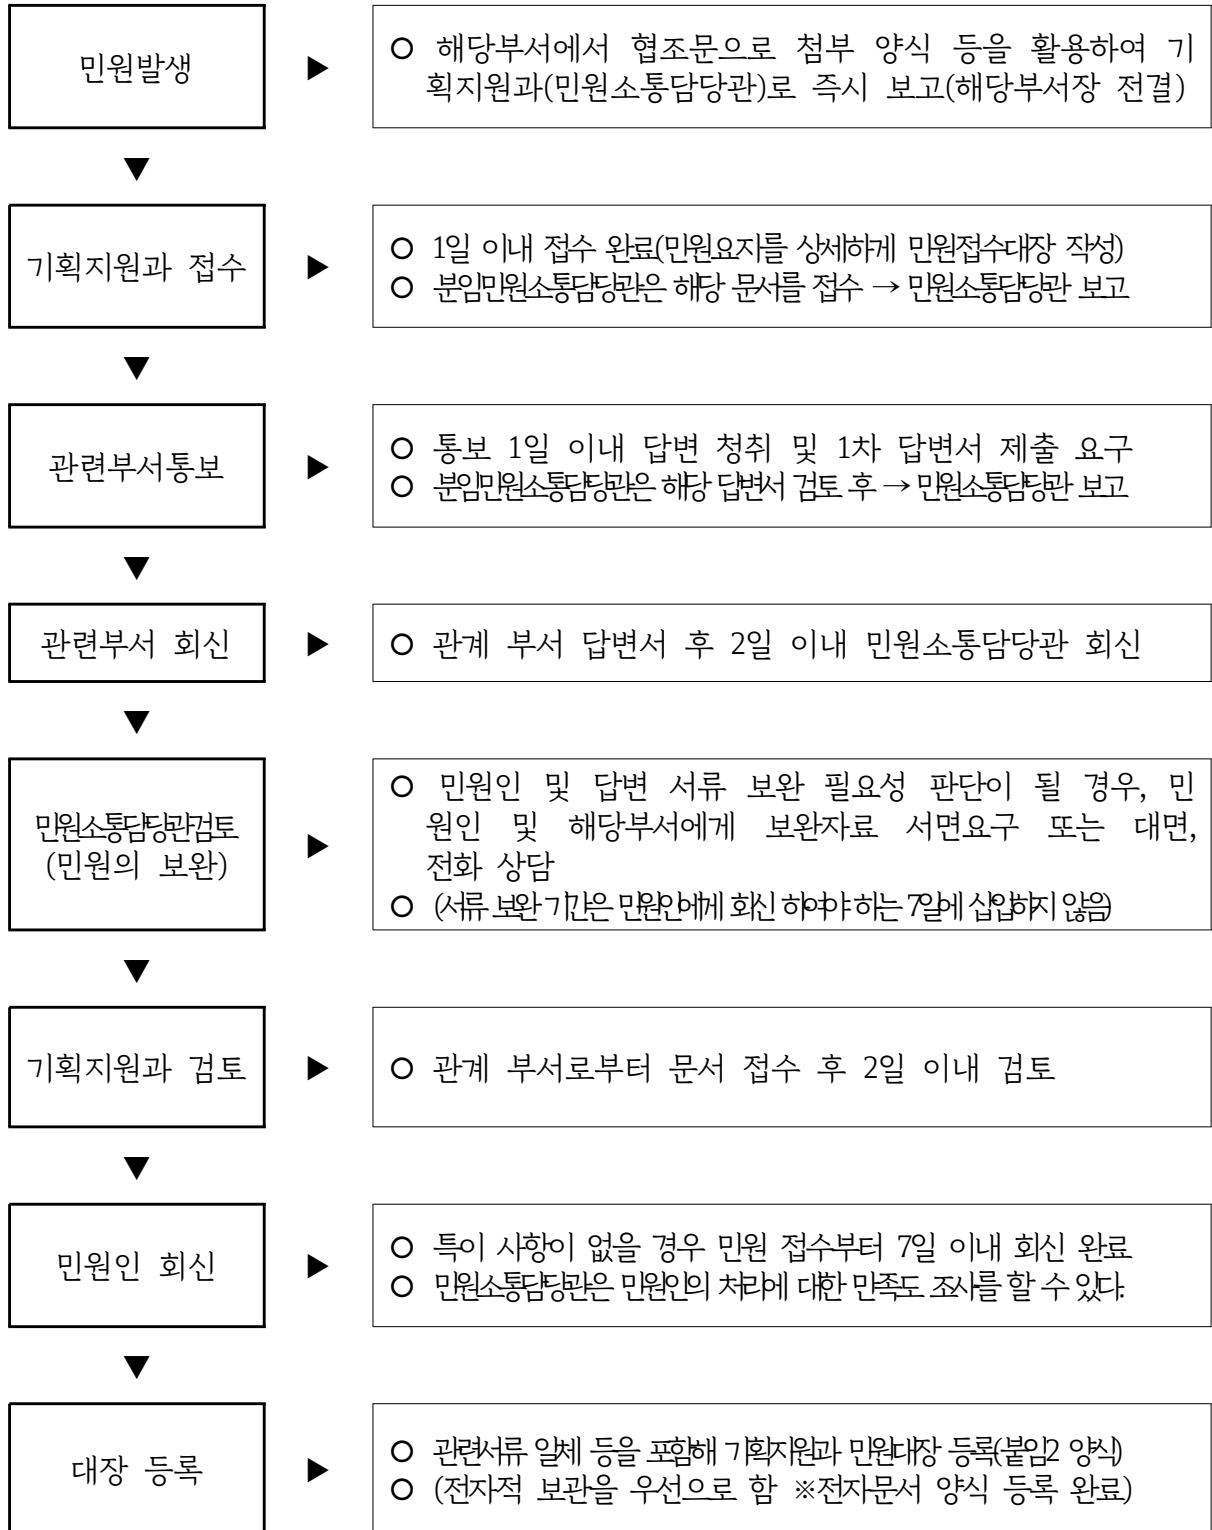 민원발생
▶
○ 해당부서에서 협조문으로 첨부 양식 등을 활용하여 기
획지원과(민원소통담당관)로 즉시 보고(해당부서장 전결)
▼
기획지원과 접수
▶
○ 1일 이내 접수 완료(민원요지를 상세하게 민원접수대장 작성)
○ 분임민원소통담당관은 해당 문서를 접수 → 민원소통담당관 보고
▼
관련부서통보
▶
○ 통보 1일 이내 답변 청취 및 1차 답변서 제출 요구
○ 분임민원소통담당관은 해당 답변서 검토 후 → 민원소통담당관 보고
▼
관련부서 회신
▶
○ 관계 부서 답변서 후 2일 이내 민원소통담당관 회신
▼
민원소통담당관검토
(민원의 보완)
▶
○ 민원인 및 답변 서류 보완 필요성 판단이 될 경우, 민
원인 및 해당부서에게 보완자료 서면요구 또는 대면,
전화 상담
○ (서류 보완 기간은 민원인에게 회신 하여야 하는 7일에 삽입하지 않음)
▼
기획지원과 검토
▶
○ 관계 부서로부터 문서 접수 후 2일 이내 검토
▼
민원인 회신
▶
○ 특이 사항이 없을 경우 민원 접수부터 7일 이내 회신 완료
○ 민원소통담당관은 민원인의 처리에 대한 만족도 조사를 할 수 있다.
▼
대장 등록
▶
○ 관련서류 일체 등을 포함해 기획지원과 민원대장 등록(붙임2 양식)
○ (전자적 보관을 우선으로 함 ※전자문서 양식 등록 완료)